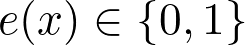 e(x) ∈ {0, 1}